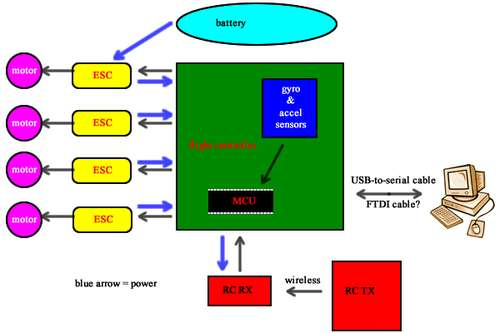 battery
motor
ESC
motor
ESC
motor
ESC
motor
ESC
gyro
&
accel
sensors
flight controller
MCU
USB-to-serial cable
FTDI cable?
blue arrow = power
RC RX
wireless
RC TX